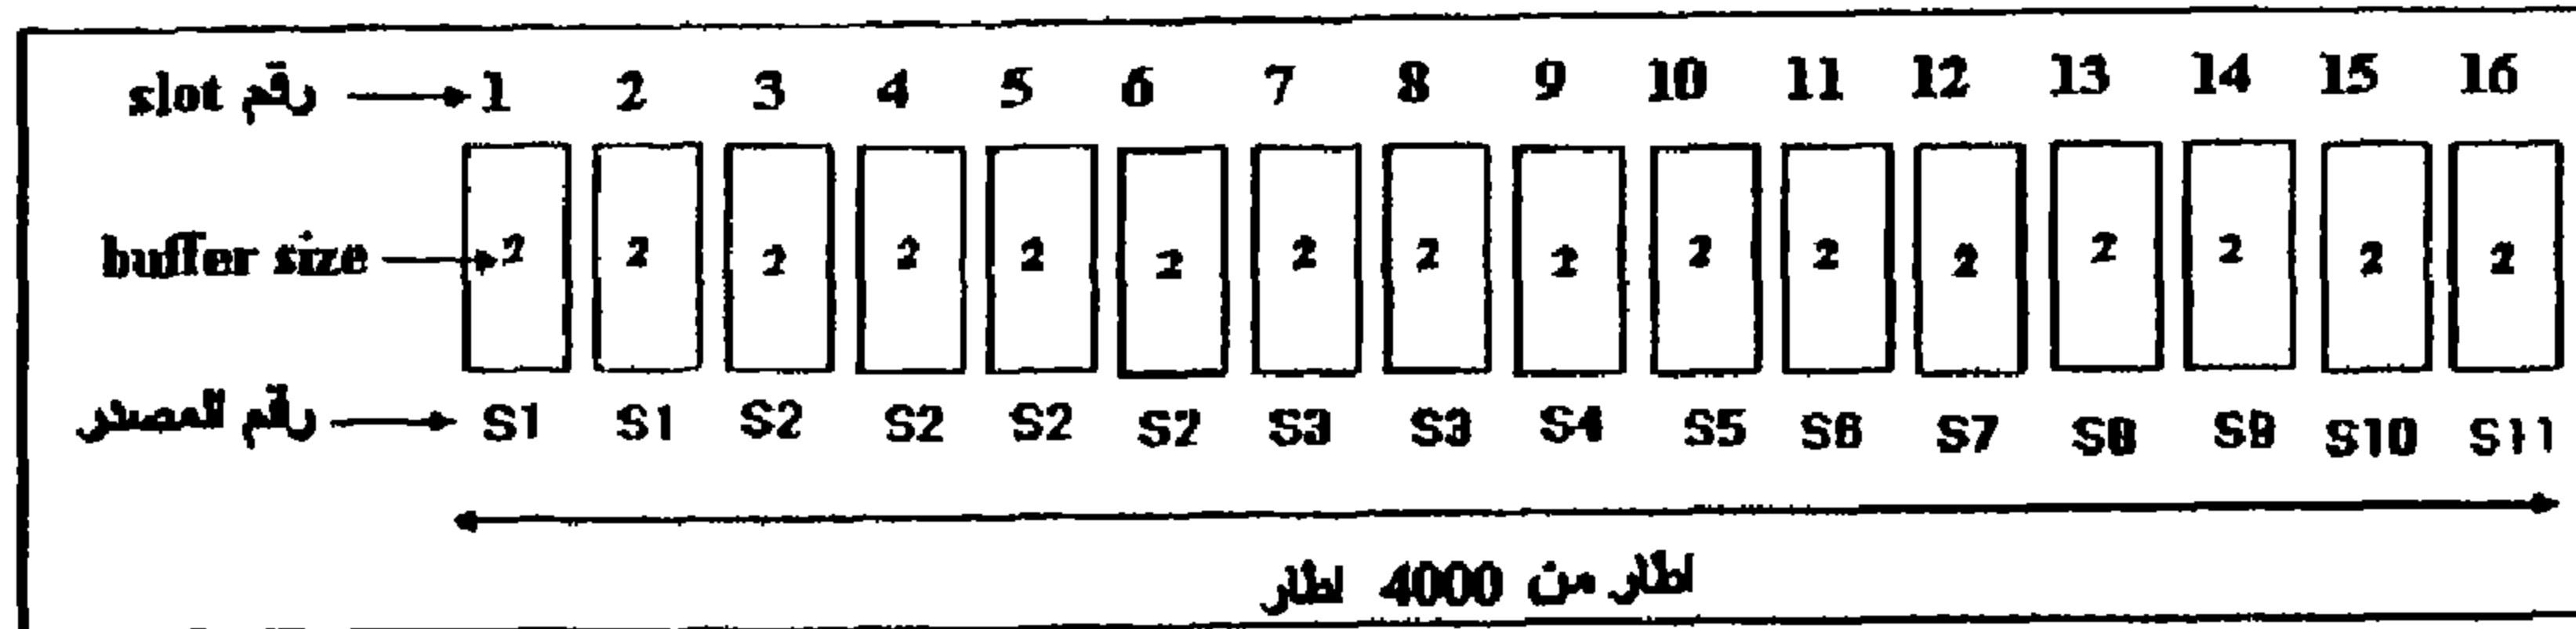 رقم slot 1 2 3 4 5 6 7 8 9 10 11 12 13 14 15 16
buffer size 2 2 2 2 2 2 2 2 2 2 2 2 2 2 2 2
رقم المصدر S1 S1 S2 S2 S2 S2 S3 S3 S4 S5 S6 S7 S8 S9 S10 S11
اطار من 4000 اطار